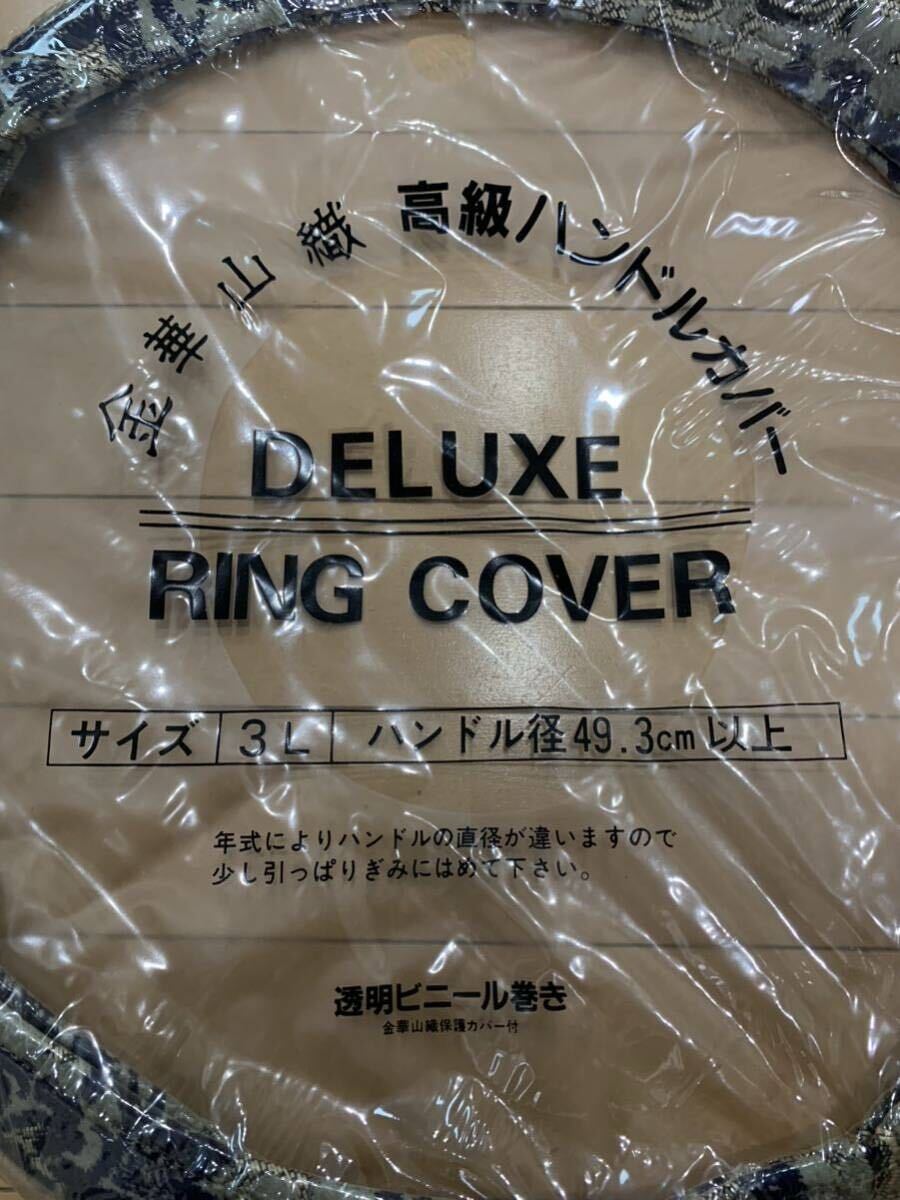 金華山織 高級ハンドルカバー
DELUXE
RING COVER
サイズ 3L ハンドル径49.3cm以上
年式によりハンドルの直径が違いますので
少し引っぱりぎみにはめて下さい。
透明ビニール巻き
金華山織保護カバー付